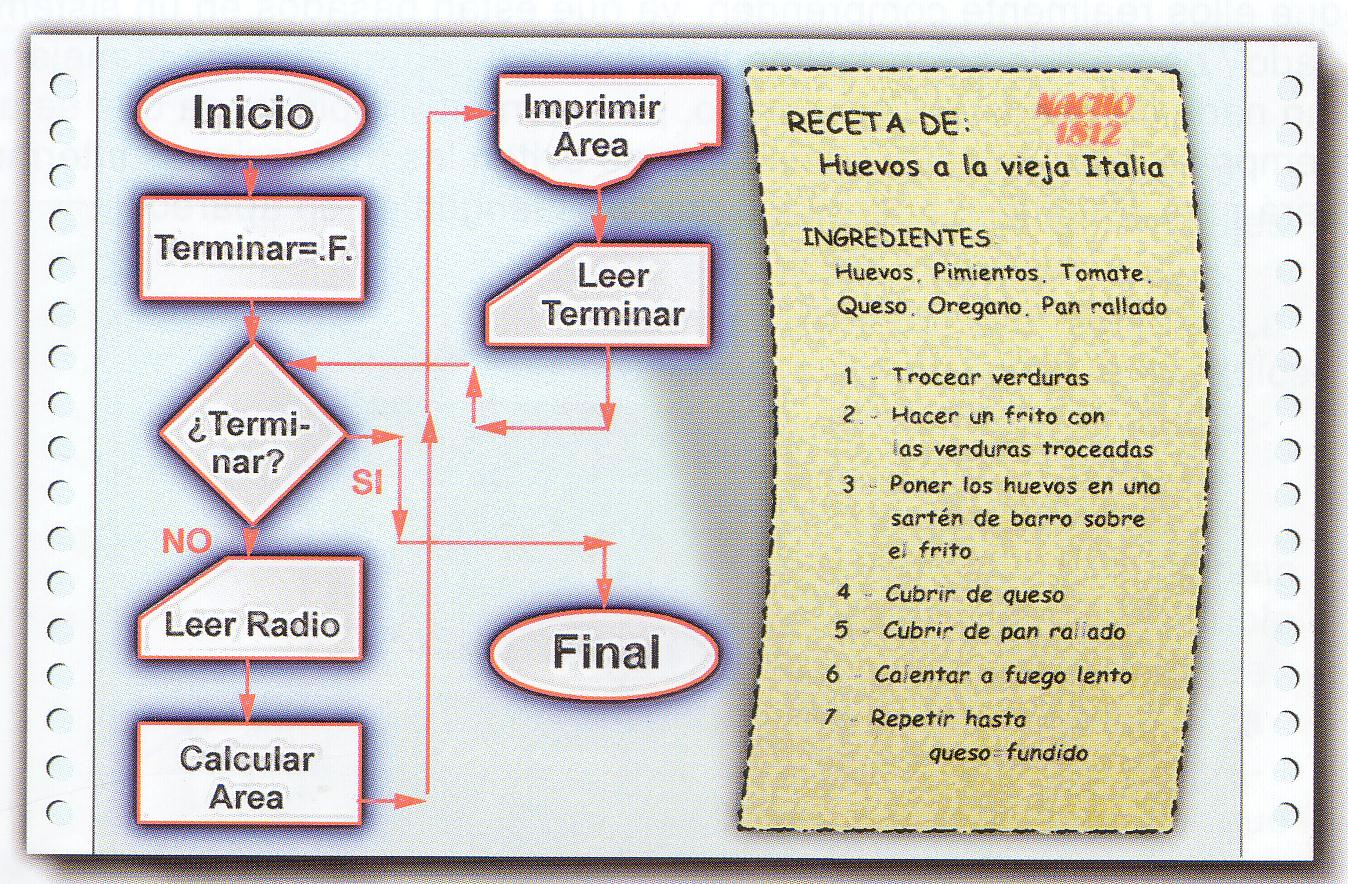 Inicio
Terminar=.F.
¿Termi-
nar?
SI
NO
Leer Radio
Calcular
Area
Imprimir
Area
Leer
Terminar
Final
RECETA DE:
NACHO
1812
Huevos a la vieja Italia
INGREDIENTES
Huevos, Pimientos, Tomate,
Queso, Oregano, Pan rallado
1 - Trocear verduras
2 - Hacer un frito con
las verduras troceadas
3 - Poner los huevos en una
sartén de barro sobre
el frito
4 - Cubrir de queso
5 - Cubrir de pan rallado
6 - Calentar a fuego lento
7 - Repetir hasta
queso fundido